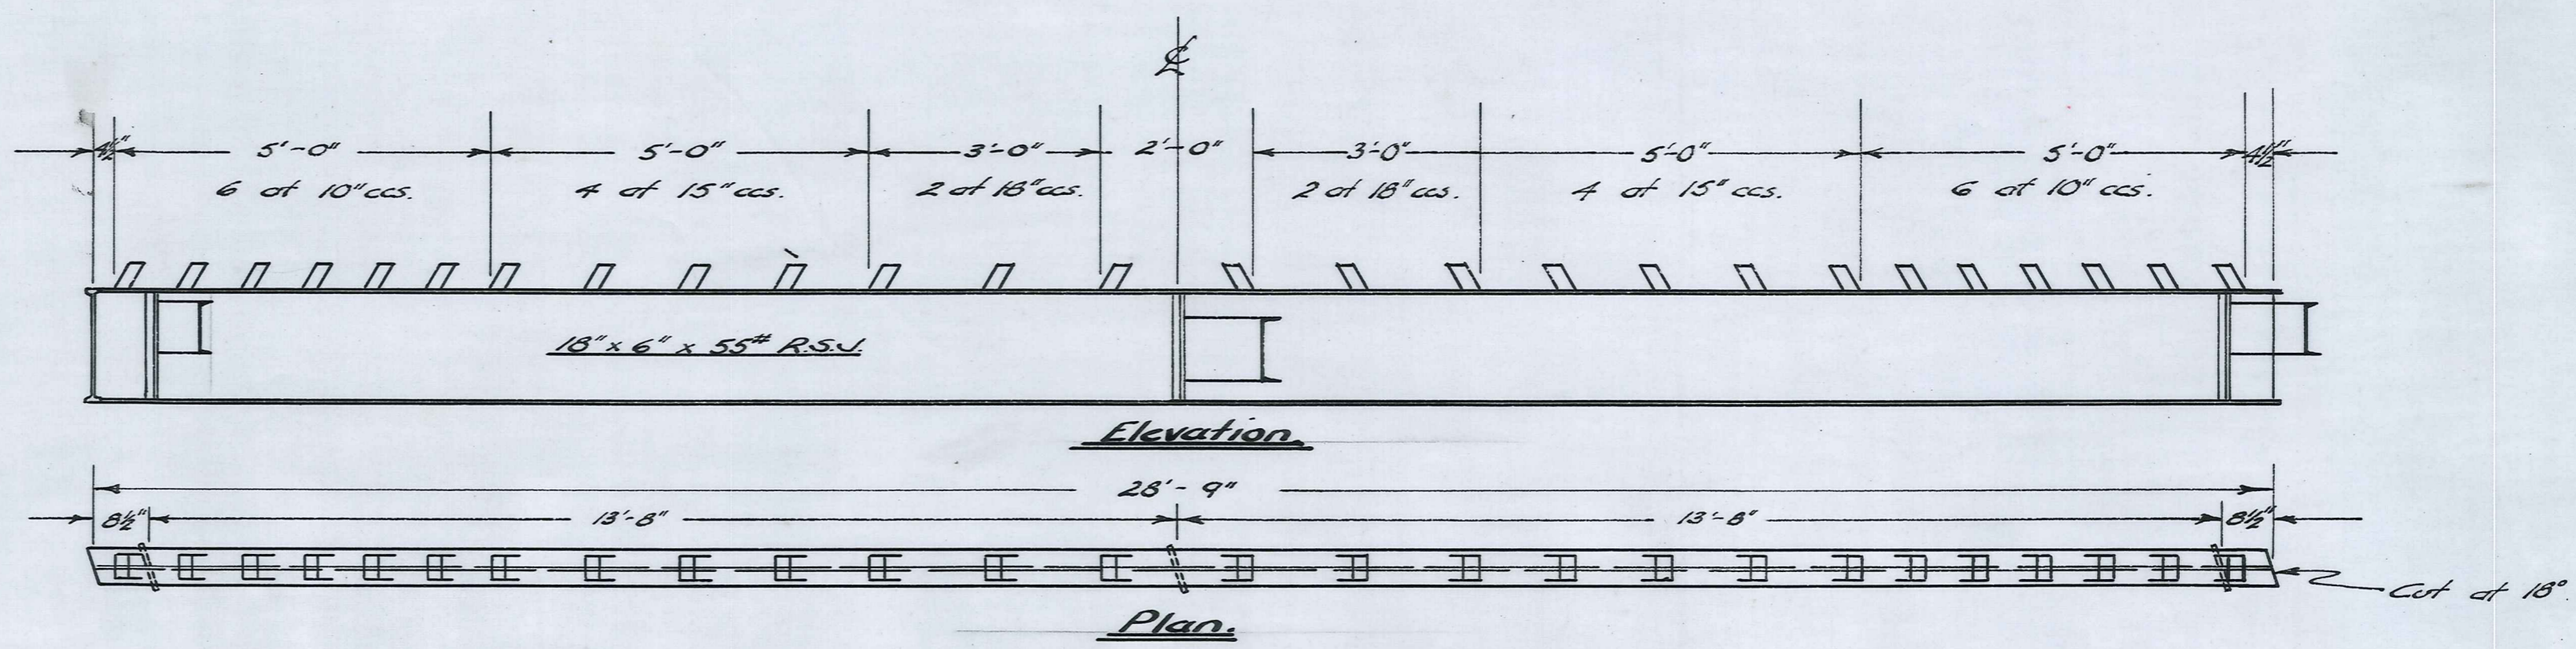 ℄
4½" 5'-0" 5'-0" 3'-0" 2'-0" 3'-0" 5'-0" 5'-0" 4½"
6 at 10" ccs. 4 at 15" ccs. 2 at 18" ccs. 2 at 18" ccs. 4 at 15" ccs. 6 at 10" ccs.
18" x 6" x 55# R.S.J.
Elevation.
28'- 9"
8½" 13'-8" 13'-8" 8½"
Cut at 18°
Plan.